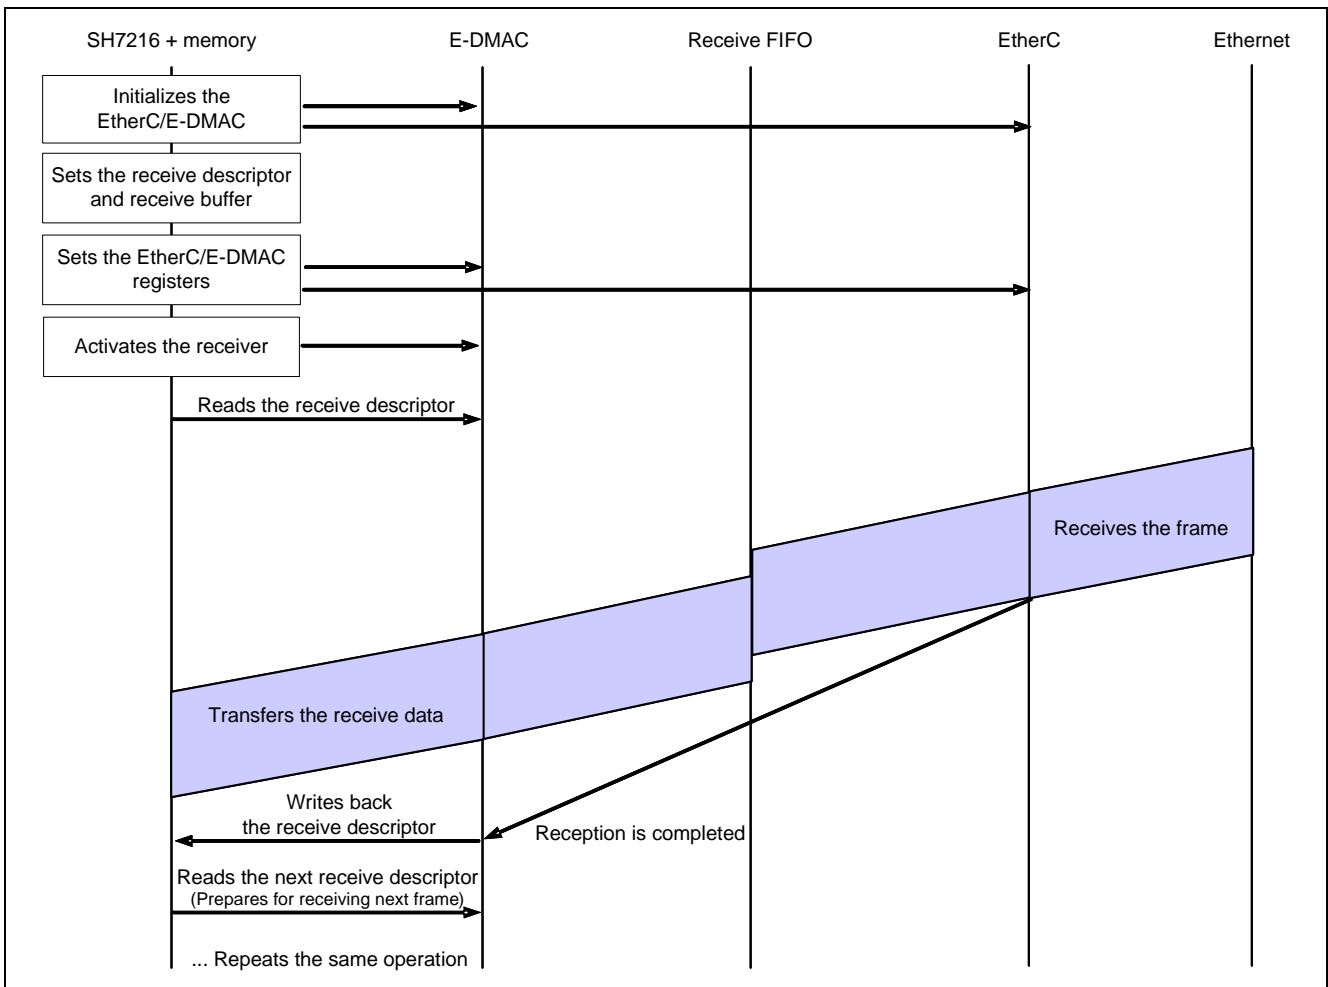 SH7216 + memory
E-DMAC
Receive FIFO
EtherC
Ethernet
Initializes the
EtherC/E-DMAC
Sets the receive descriptor
and receive buffer
Sets the EtherC/E-DMAC
registers
Activates the receiver
Reads the receive descriptor
Receives the frame
Transfers the receive data
Writes back
the receive descriptor
Reception is completed
Reads the next receive descriptor
(Prepares for receiving next frame)
... Repeats the same operation